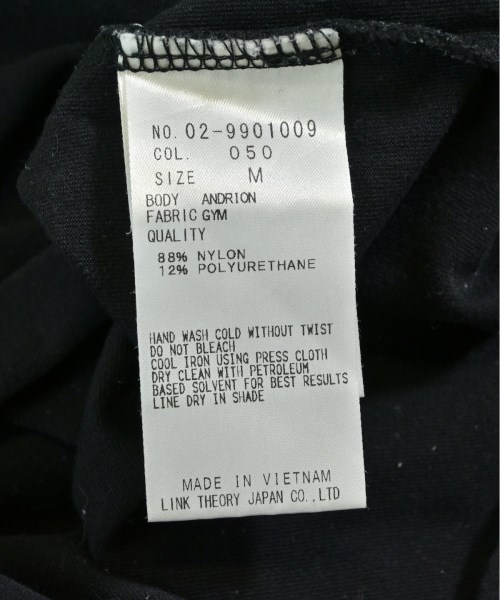 NO. 02-9901009
COL. 050
SIZE M
BODY ANDRION
FABRIC GYM
QUALITY
88% NYLON
12% POLYURETHANE
HAND WASH COLD WITHOUT TWIST
DO NOT BLEACH
COOL IRON USING PRESS CLOTH
DRY CLEAN WITH PETROLEUM
BASED SOLVENT FOR BEST RESULTS
LINE DRY IN SHADE
MADE IN VIETNAM
LINK THEORY JAPAN CO.,LTD